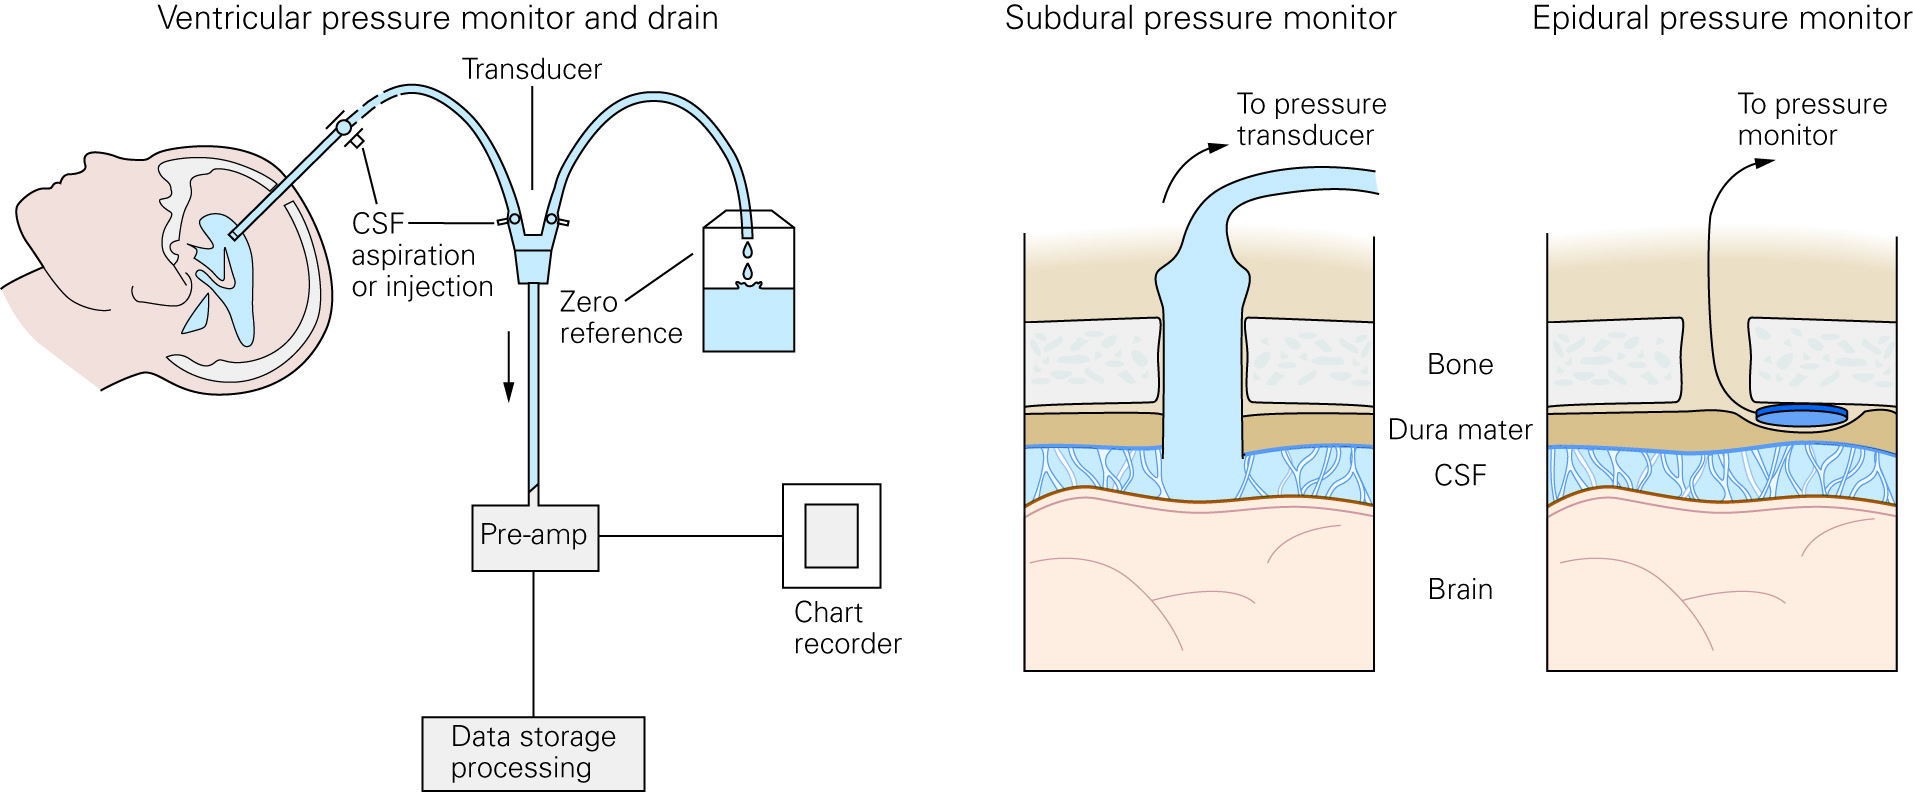 Ventricular pressure monitor and drain
Transducer
CSF
aspiration
or injection
Zero
reference
Pre-amp
Chart
recorder
Data storage
processing
Subdural pressure monitor
To pressure
transducer
Bone
Dura mater
CSF
Brain
Epidural pressure monitor
To pressure
monitor